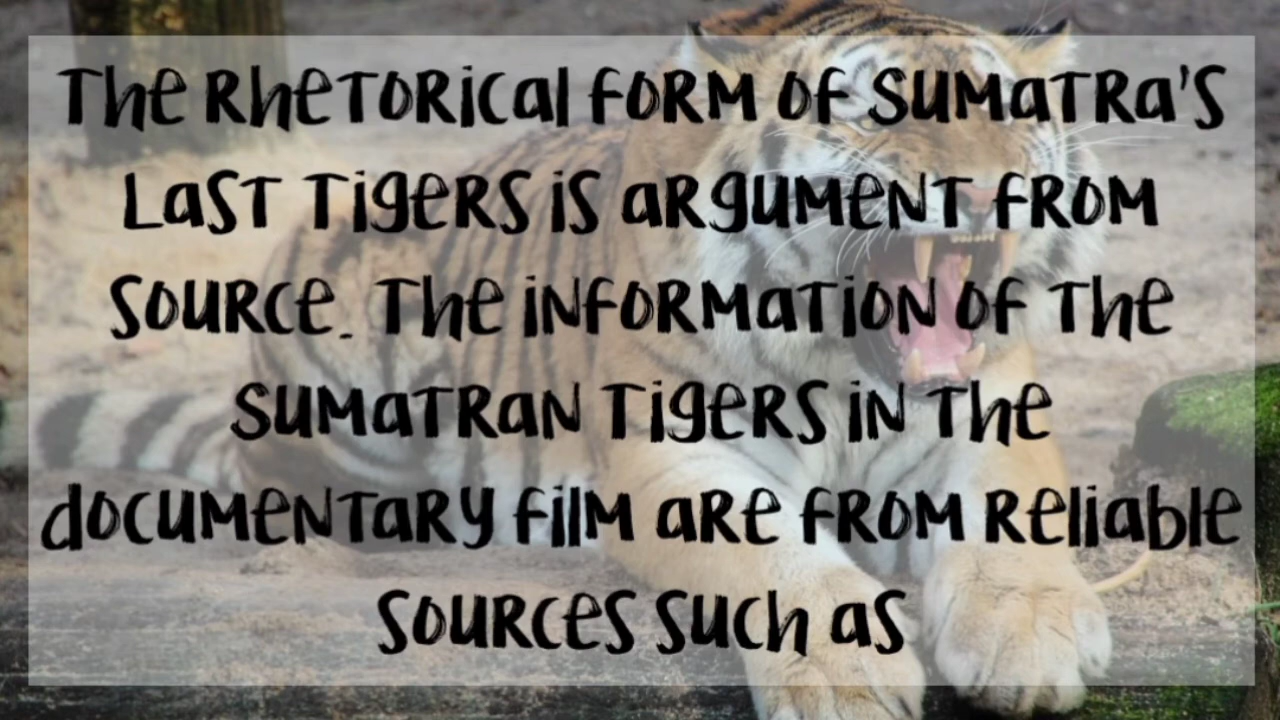 The Rhetorical form of Sumatra's
Last Tigers is argument from
source. The information of the
Sumatran Tigers in the
documentary film are from reliable
sources such as